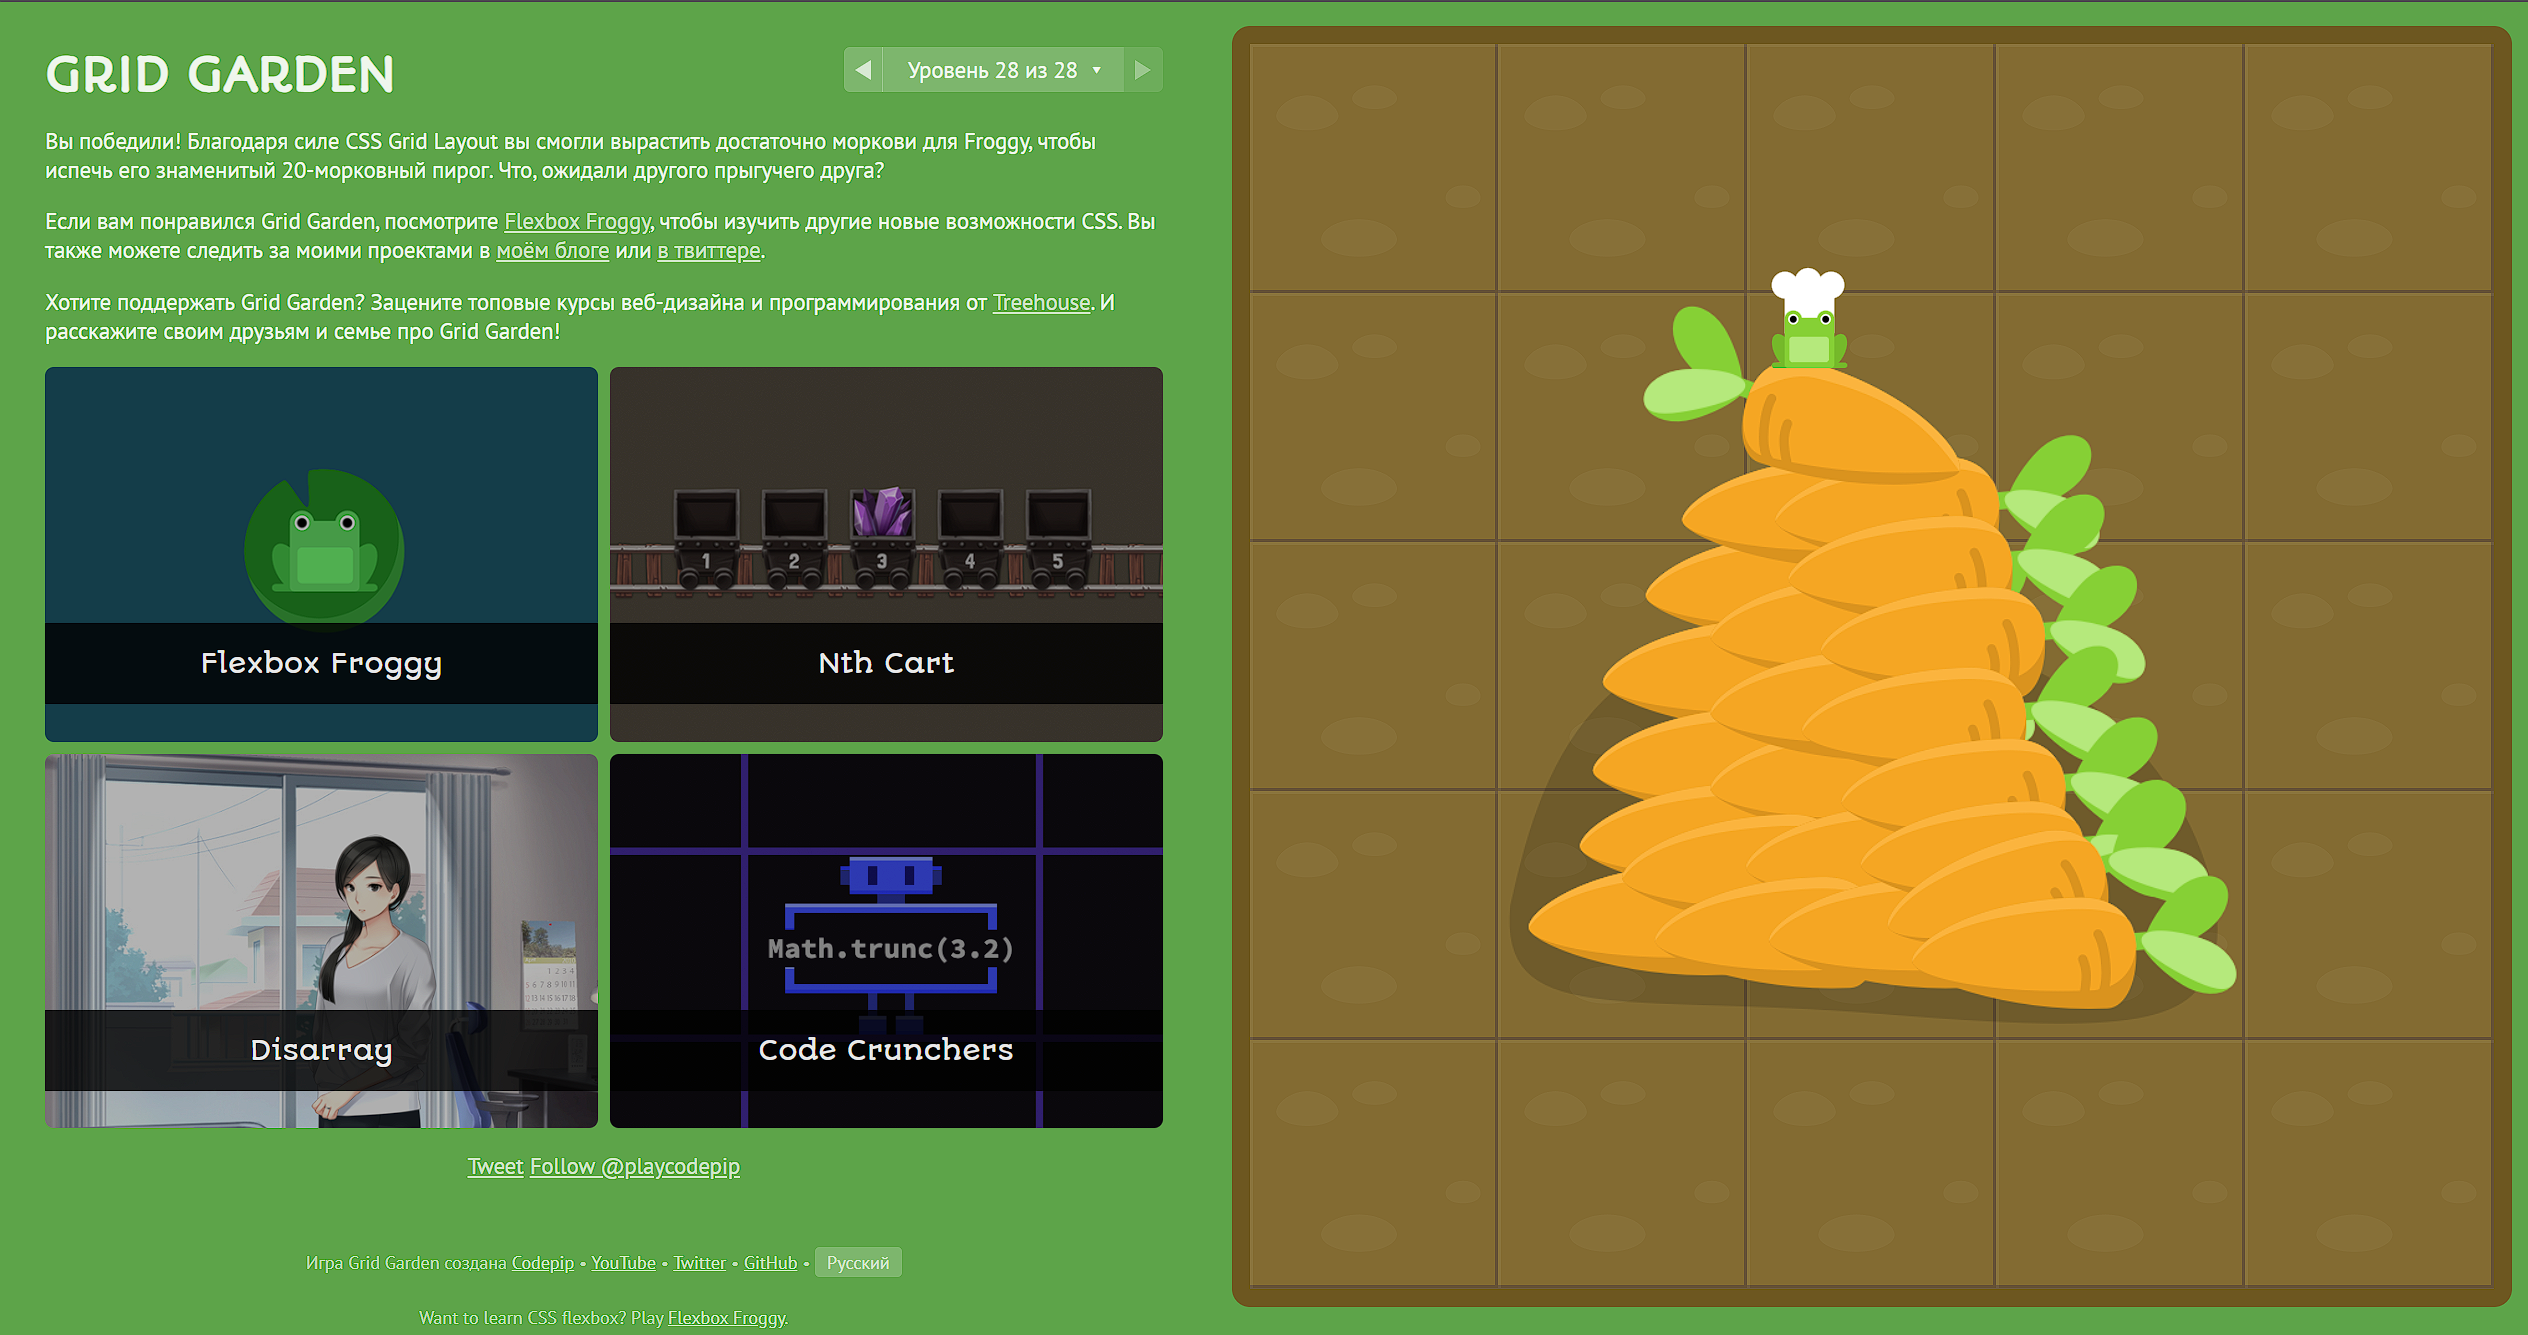 GRID GARDEN
Уровень 28 из 28
Вы победили! Благодаря силе CSS Grid Layout вы смогли вырастить достаточно моркови для Froggy, чтобы
испечь его знаменитый 20-морковный пирог. Что, ожидали другого прыгучего друга?
Если вам понравился Grid Garden, посмотрите Flexbox Froggy, чтобы изучить другие новые возможности CSS. Вы
также можете следить за моими проектами в моём блоге или в твиттере.
Хотите поддержать Grid Garden? Зацените топовые курсы веб-дизайна и программирования от Treehouse. И
расскажите своим друзьям и семье про Grid Garden!
Flexbox Froggy
1 2 3 4 5
Nth Cart
Disarray
Math.trunc(3.2)
Code Crunchers
Tweet Follow @playcodepip
Игра Grid Garden создана Codepip • YouTube • Twitter • GitHub • Русский
Want to learn CSS flexbox? Play Flexbox Froggy.